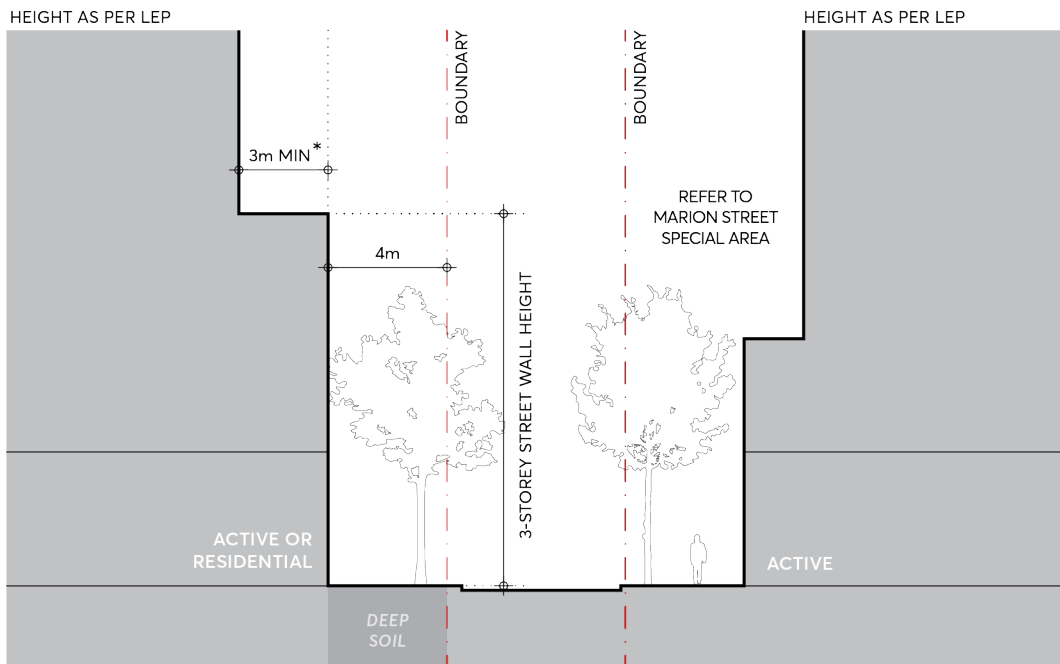 HEIGHT AS PER LEP
HEIGHT AS PER LEP
BOUNDARY
BOUNDARY
3m MIN*
REFER TO
MARION STREET
SPECIAL AREA
4m
3-STOREY STREET WALL HEIGHT
ACTIVE OR
RESIDENTIAL
ACTIVE
DEEP
SOIL